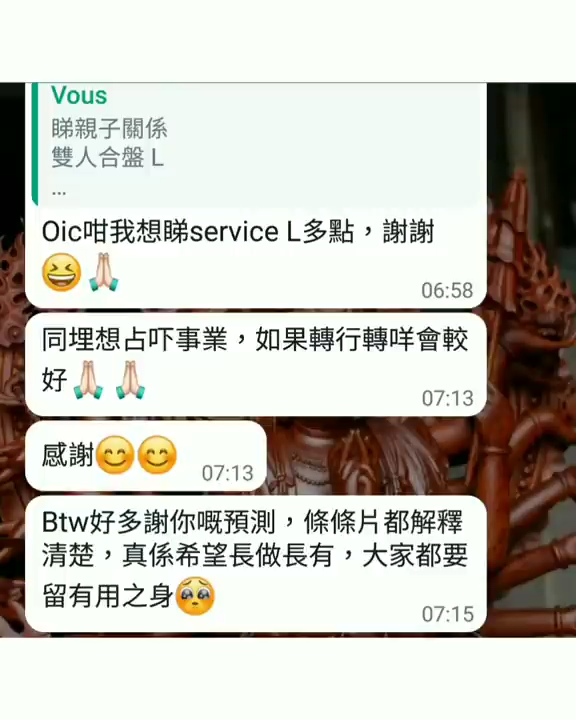 Vous
睇親子關係
雙人合盤 L
...
Oic咁我想睇service L多點，謝謝
😆🙏🏻
06:58
同埋想占吓事業，如果轉行轉咩會較
好🙏🏻 🙏🏻
07:13
感謝😊😊
07:13
Btw好多謝你嘅預測，條條片都解釋
清楚，真係希望長做長有，大家都要
留有用之身🥹
07:15